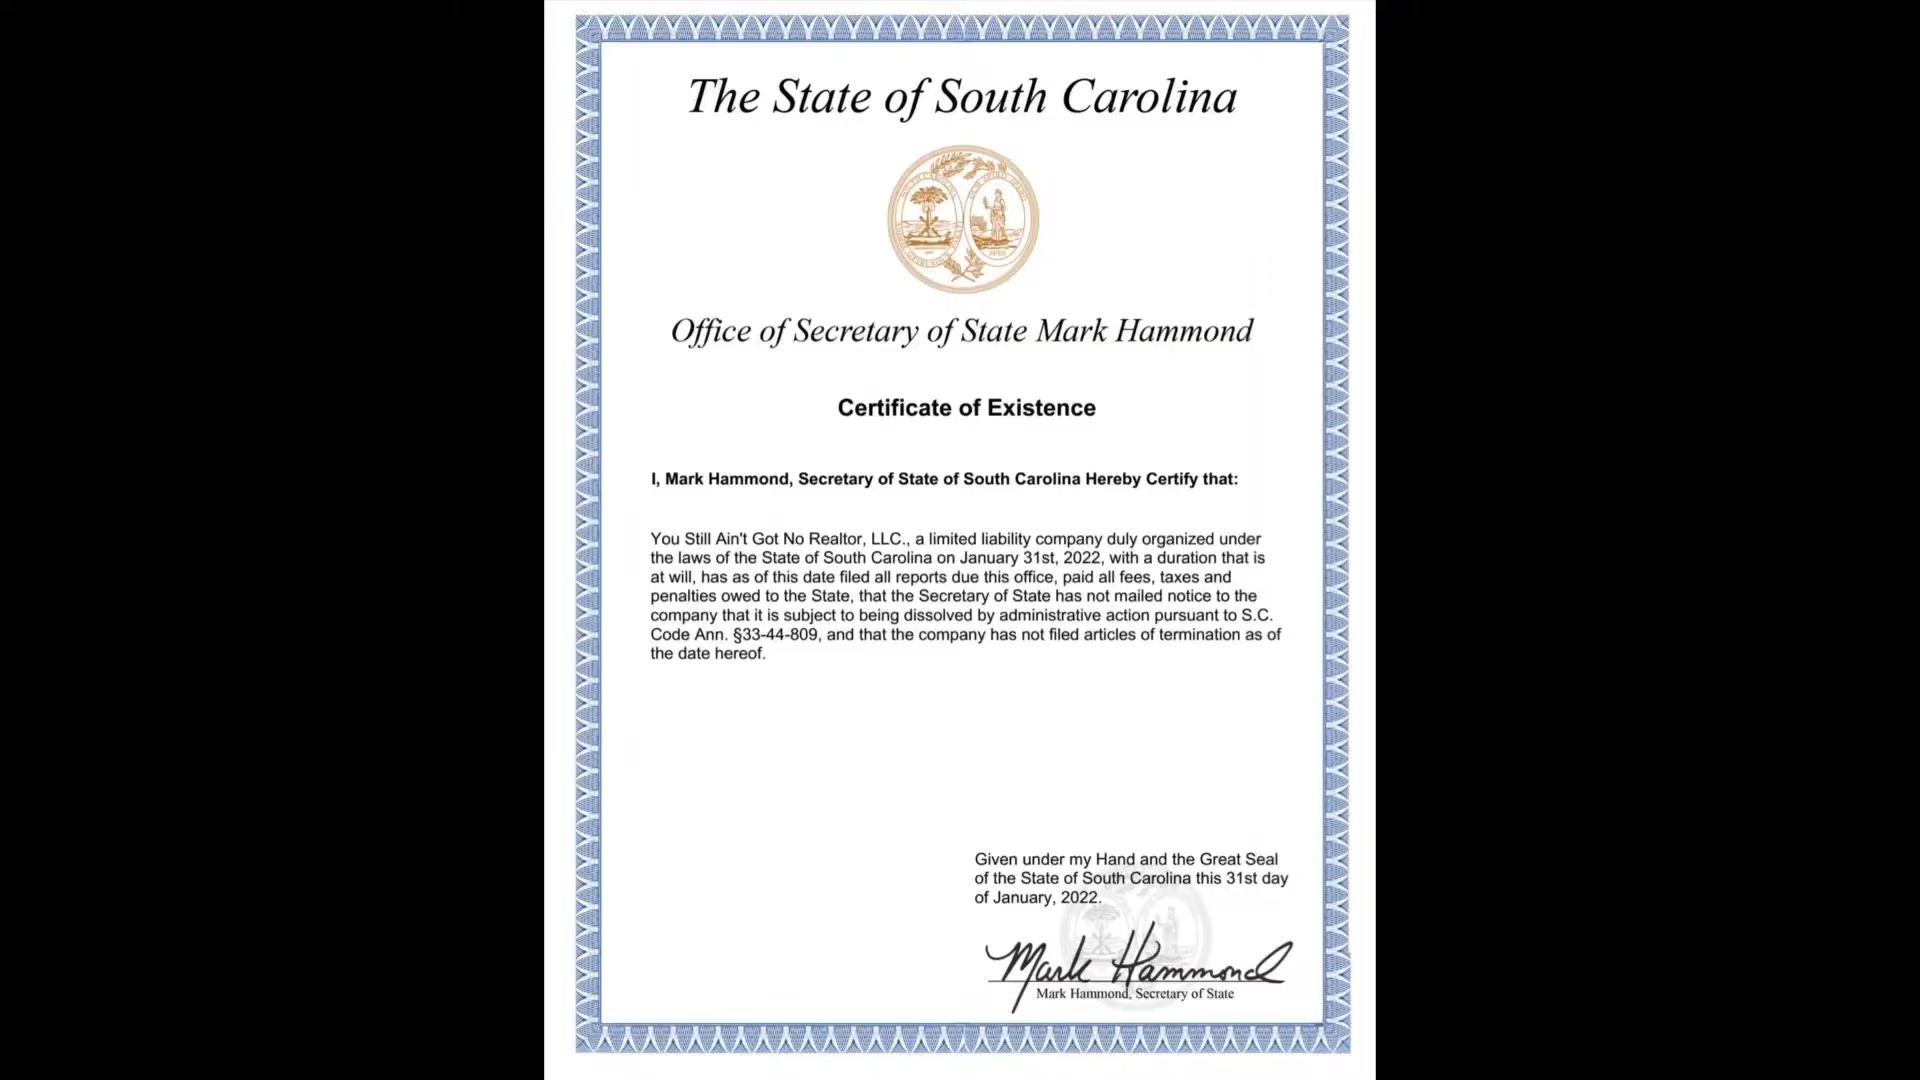 The State of South Carolina
Office of Secretary of State Mark Hammond
Certificate of Existence
I, Mark Hammond, Secretary of State of South Carolina Hereby Certify that:
You Still Ain't Got No Realtor, LLC., a limited liability company duly organized under
the laws of the State of South Carolina on January 31st, 2022, with a duration that is
at will, has as of this date filed all reports due this office, paid all fees, taxes and
penalties owed to the State, that the Secretary of State has not mailed notice to the
company that it is subject to being dissolved by administrative action pursuant to S.C.
Code Ann. §33-44-809, and that the company has not filed articles of termination as of
the date hereof.
Given under my Hand and the Great Seal
of the State of South Carolina this 31st day
of January, 2022.
Mark Hammond
Mark Hammond, Secretary of State